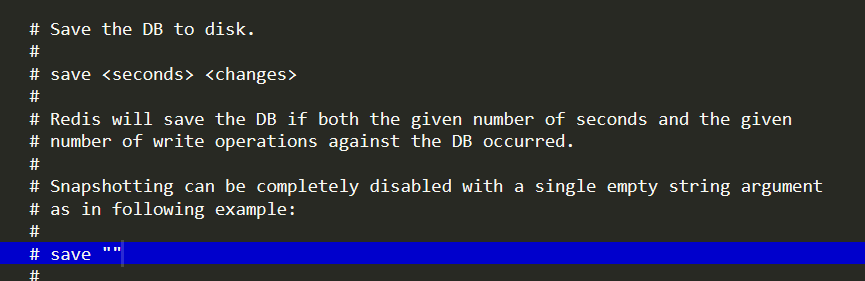 # Save the DB to disk.
#
# save <seconds> <changes>
#
# Redis will save the DB if both the given number of seconds and the given
# number of write operations against the DB occurred.
#
# Snapshotting can be completely disabled with a single empty string argument
# as in following example:
#
# save ""
#